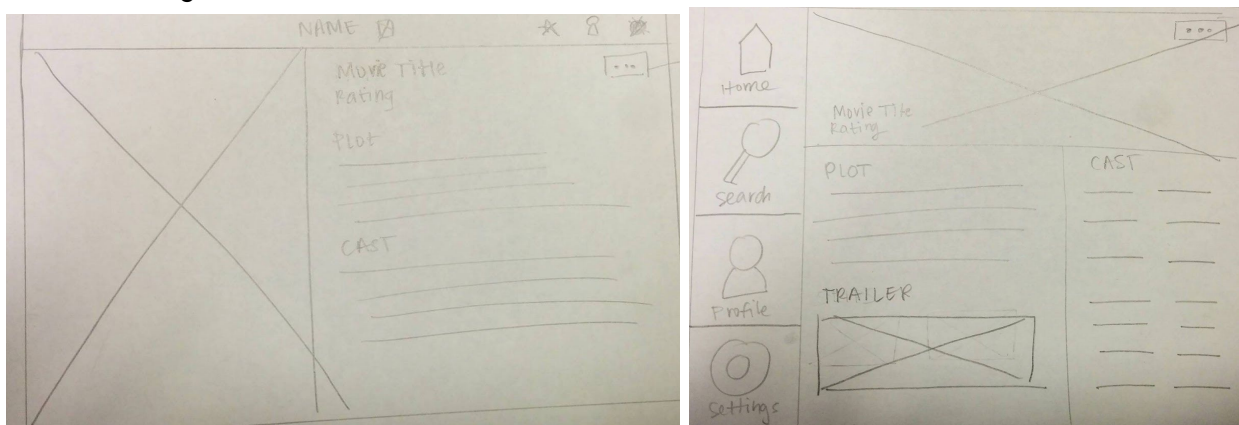 NAME
Movie Title
Rating
PLOT
CAST
Home
Search
Profile
Settings
Movie Title
Rating
PLOT
CAST
TRAILER